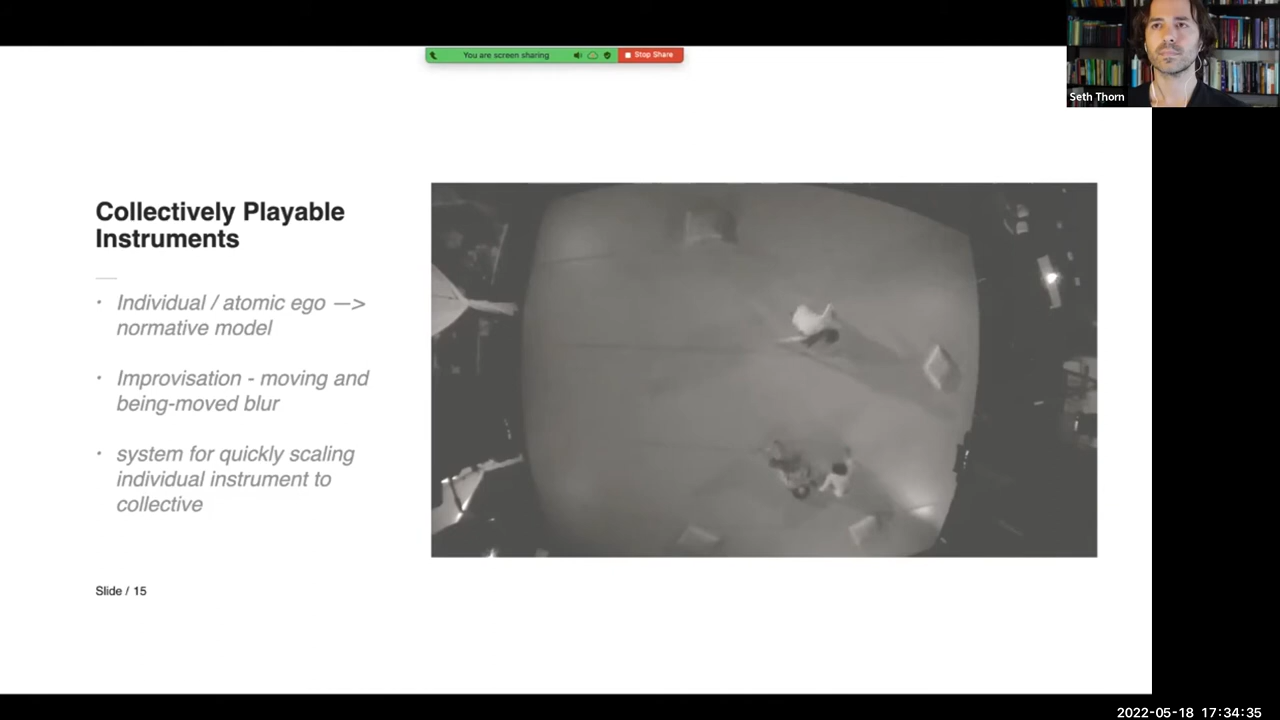 You are screen sharing
Stop Share
Seth Thorn
Collectively Playable
Instruments
• Individual / atomic ego —>
normative model
• Improvisation - moving and
being-moved blur
• system for quickly scaling
individual instrument to
collective
Slide / 15
2022-05-18 17:34:35